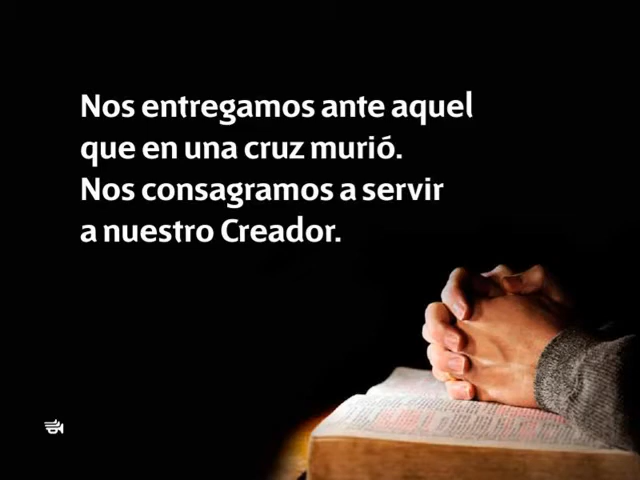 Nos entregamos ante aquel
que en una cruz murió.
Nos consagramos a servir
a nuestro Creador.